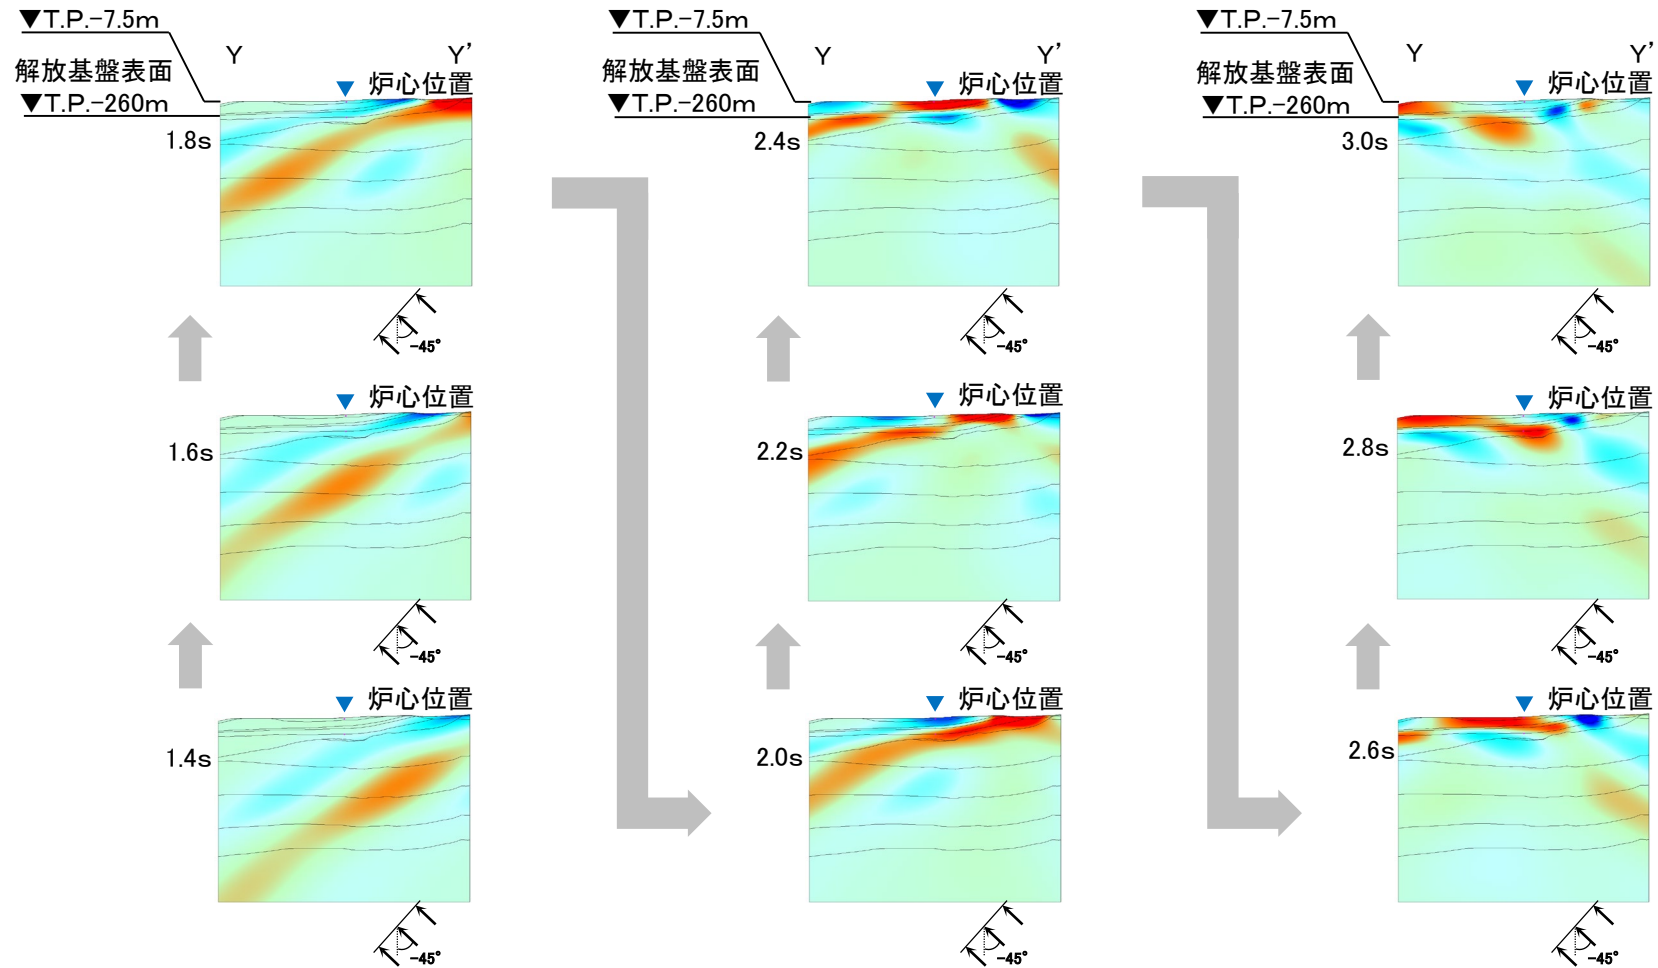 ▼T.P.-7.5m
Y Y’
解放基盤表面
▼ 炉心位置
▼T.P.-260m
1.8s
-45°
▼ 炉心位置
1.6s
-45°
▼ 炉心位置
1.4s
-45°
▼T.P.-7.5m
Y Y’
解放基盤表面
▼ 炉心位置
▼T.P.-260m
2.4s
-45°
▼ 炉心位置
2.2s
-45°
▼ 炉心位置
2.0s
-45°
▼T.P.-7.5m
Y Y’
解放基盤表面
▼ 炉心位置
▼T.P.-260m
3.0s
-45°
▼ 炉心位置
2.8s
-45°
▼ 炉心位置
2.6s
-45°